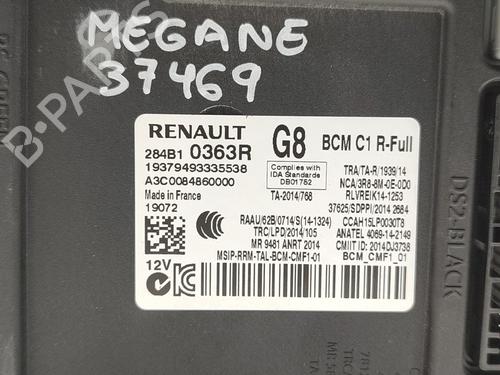 MEGANE
37469
B-PARTS
RENAULT
284B1 0363R
19379493335538
A3C0084860000
Made in France
19072
G8
BCM C1 R-Full
Complies with
IDA Standards
DB01752
TA-2014/768
TRA/TA-R/1939/14
NCA/3R8-8M-0E-0D0
RLVREIK14-1253
37625/SDPPI/2014 2684
RAAU/62B/0714/S(14-1324)
CCAH15LP0030T8
TRC/LPD/2014/105
ANATEL 4069-14-2149
MR 9481 ANRT 2014
CMIIT ID: 2014DJ3738
12V
MSIP-RRM-TAL-BCM-CMF1-01
BCM_CMF1_01
DS2-BLACK